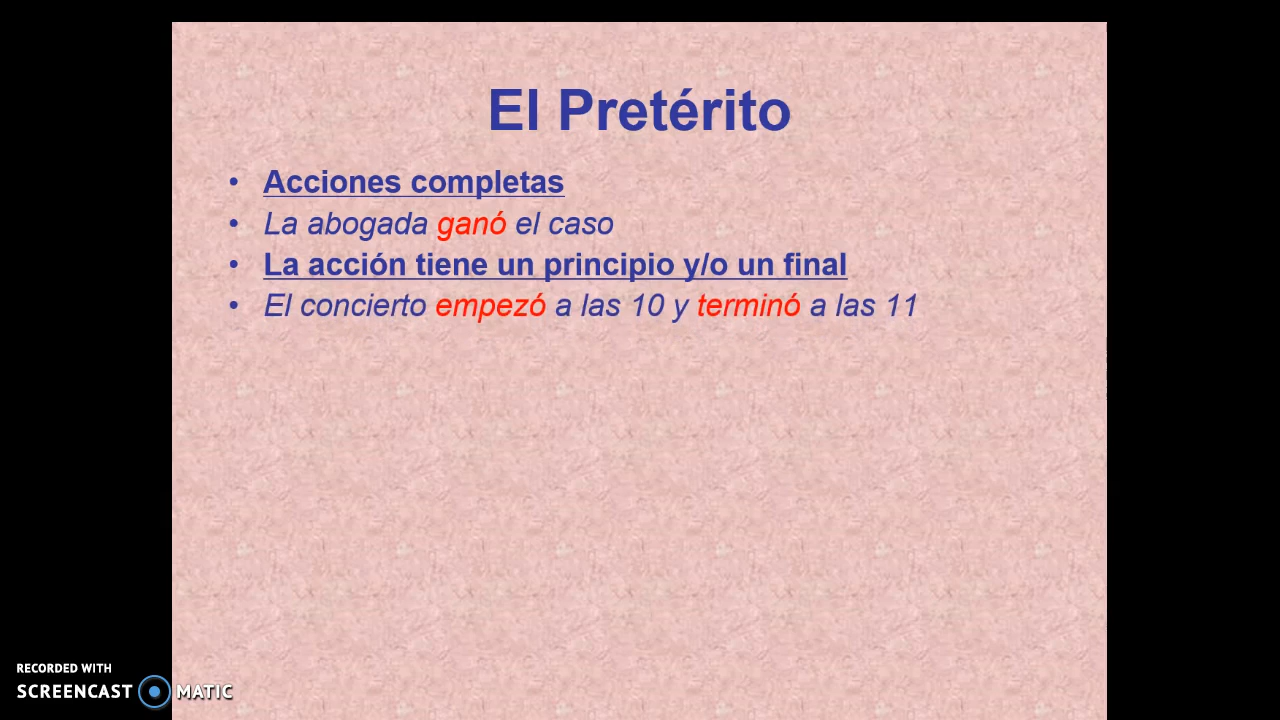 El Pretérito
• Acciones completas
• La abogada ganó el caso
• La acción tiene un principio y/o un final
• El concierto empezó a las 10 y terminó a las 11
RECORDED WITH
SCREENCAST MATIC